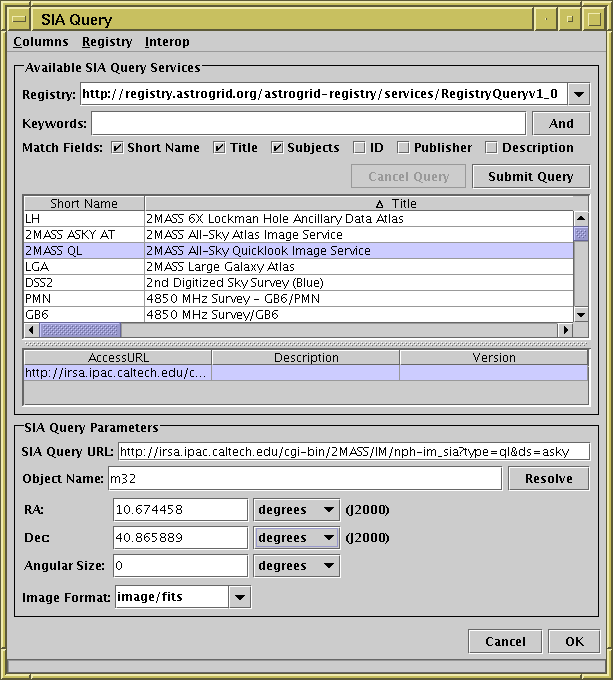 SIA Query
Columns Registry Interop
Available SIA Query Services
Registry: http://registry.astrogrid.org/astrogrid-registry/services/RegistryQueryv1_0
Keywords: And
Match Fields: Short Name Title Subjects ID Publisher Description
Cancel Query Submit Query
Short Name Title
LH 2MASS 6X Lockman Hole Ancillary Data Atlas
2MASS ASKY AT 2MASS All-Sky Atlas Image Service
2MASS QL 2MASS All-Sky Quicklook Image Service
LGA 2MASS Large Galaxy Atlas
DSS2 2nd Digitized Sky Survey (Blue)
PMN 4850 MHz Survey - GB6/PMN
GB6 4850 MHz Survey/GB6
AccessURL Description Version
http://irsa.ipac.caltech.edu/c...
SIA Query Parameters
SIA Query URL: http://irsa.ipac.caltech.edu/cgi-bin/2MASS/IM/nph-im_sia?type=ql&ds=asky
Object Name: m32 Resolve
RA: 10.674458 degrees (J2000)
Dec: 40.865889 degrees (J2000)
Angular Size: 0 degrees
Image Format: image/fits
Cancel OK